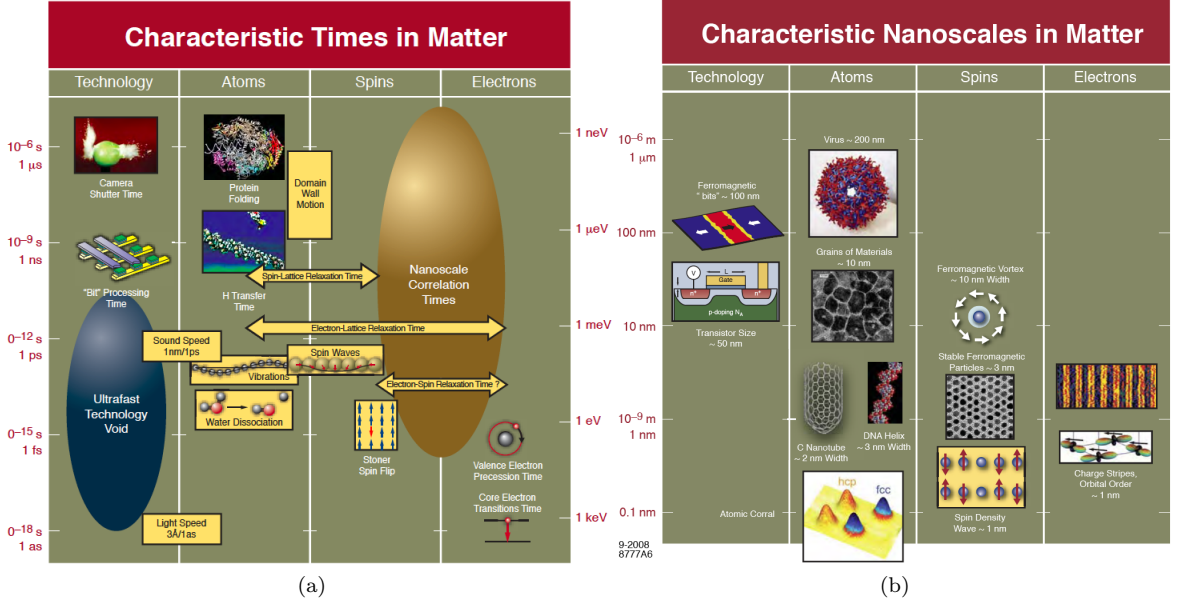 Characteristic Times in Matter
Technology
Atoms
Spins
Electrons
10⁻⁶ s
1 µs
10⁻⁹ s
1 ns
0⁻¹² s
1 ps
0⁻¹⁵ s
1 fs
0⁻¹⁸ s
1 as
Camera
Shutter Time
Protein
Folding
Domain
Wall
Motion
"Bit" Processing
Time
H Transfer
Time
Spin-Lattice Relaxation Time
Nanoscale
Correlation
Times
Electron-Lattice Relaxation Time
Sound Speed
1nm/1ps
Spin Waves
Vibrations
Electron-Spin Relaxation Time ?
Ultrafast
Technology
Void
Water Dissociation
Stoner
Spin Flip
Valence Electron
Precession Time
Core Electron
Transitions Time
Light Speed
3Å/1as
1 neV
1 µeV
1 meV
1 eV
1 keV
(a)
Characteristic Nanoscales in Matter
Technology
Atoms
Spins
Electrons
10⁻⁶ m
1 µm
100 nm
10 nm
10⁻⁹ m
1 nm
0.1 nm
Virus ~ 200 nm
Ferromagnetic
" bits" ~ 100 nm
Grains of Materials
~ 10 nm
Ferromagnetic Vortex
~ 10 nm Width
V
L
Gate
n⁺
n⁺
p-doping N_A
Transistor Size
~ 50 nm
Stable Ferromagnetic
Particles ~ 3 nm
C Nanotube
~ 2 nm Width
DNA Helix
~ 3 nm Width
Charge Stripes,
Orbital Order
~ 1 nm
hcp
fcc
Atomic Corral
Spin Density
Wave ~ 1 nm
9-2008
8777A6
(b)